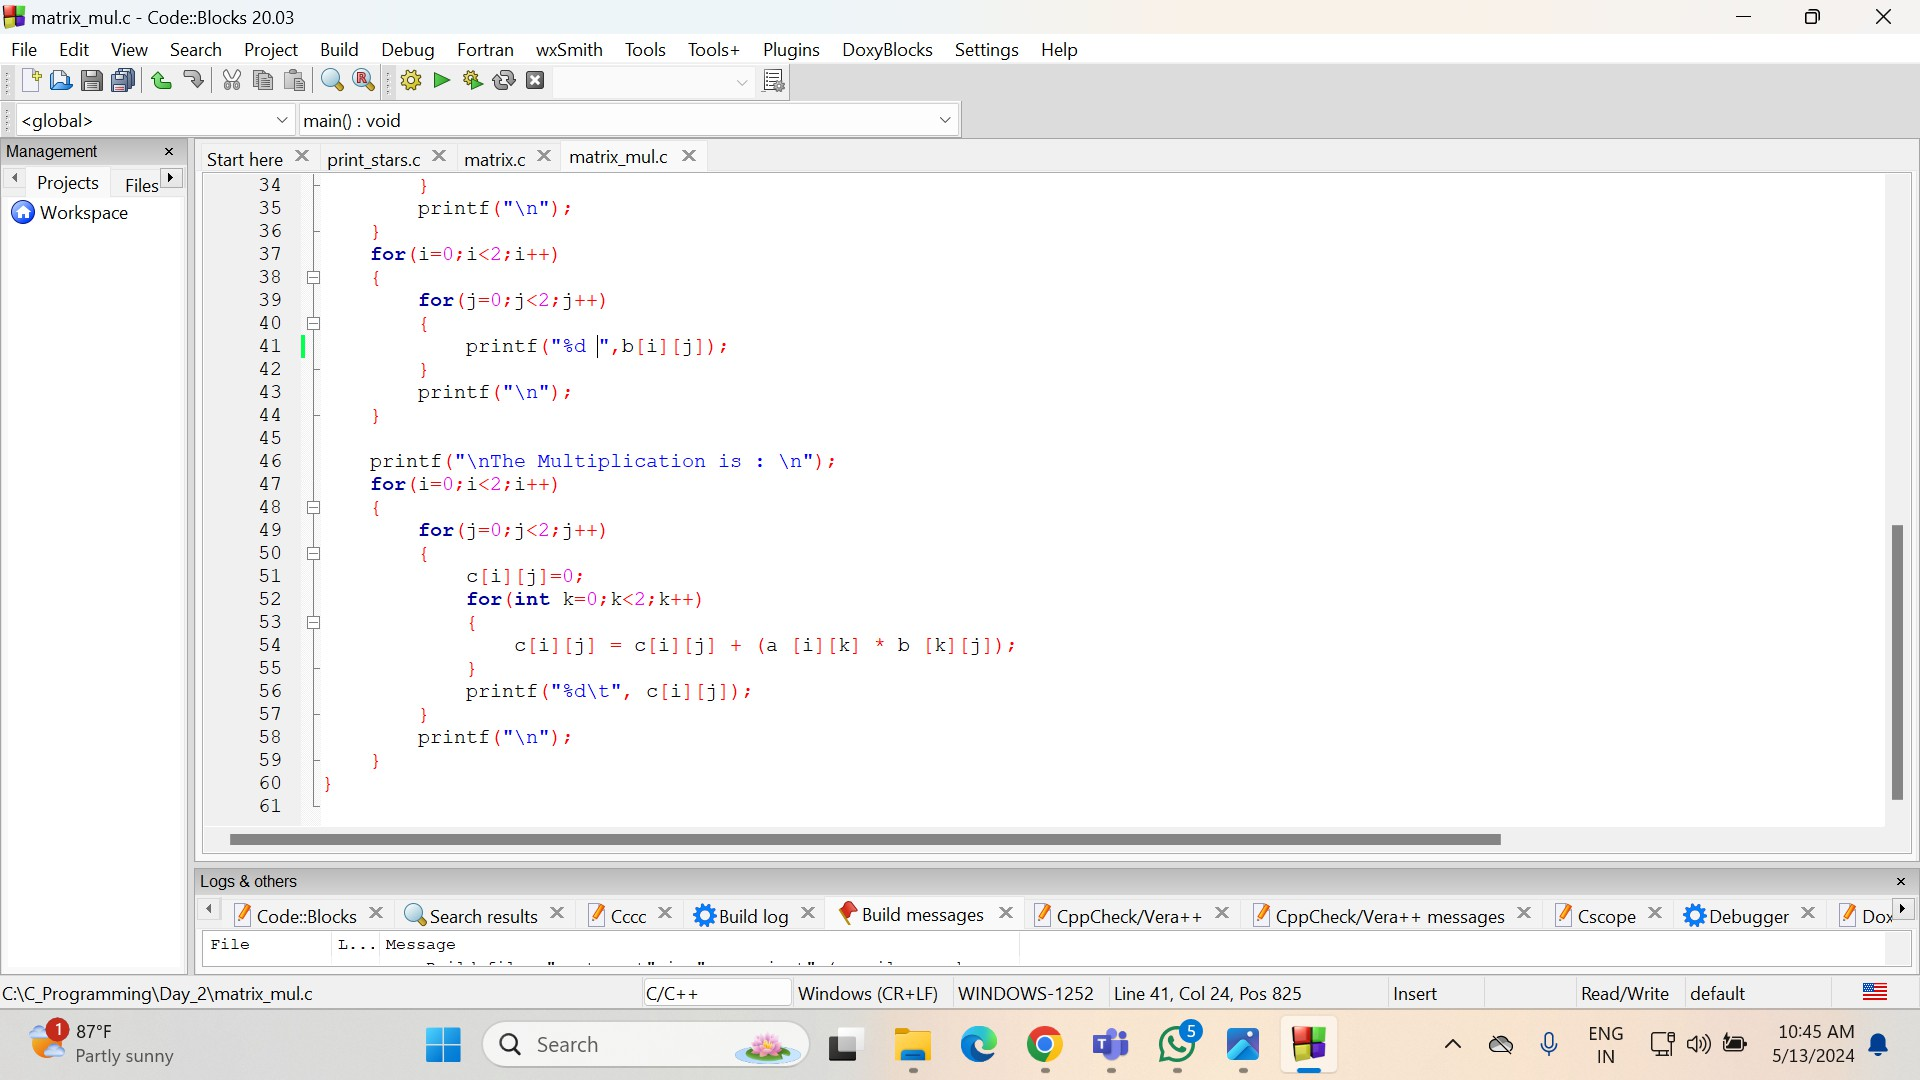 matrix_mul.c - Code::Blocks 20.03
File Edit View Search Project Build Debug Fortran wxSmith Tools Tools+ Plugins DoxyBlocks Settings Help
<global> main() : void
Management
Start here print_stars.c matrix.c matrix_mul.c
Projects Files
Workspace
34 }
35 printf("\n");
36 }
37 for(i=0;i<2;i++)
38 {
39 for(j=0;j<2;j++)
40 {
41 printf("%d ",b[i][j]);
42 }
43 printf("\n");
44 }
45
46 printf("\nThe Multiplication is : \n");
47 for(i=0;i<2;i++)
48 {
49 for(j=0;j<2;j++)
50 {
51 c[i][j]=0;
52 for(int k=0;k<2;k++)
53 {
54 c[i][j] = c[i][j] + (a [i][k] * b [k][j]);
55 }
56 printf("%d\t", c[i][j]);
57 }
58 printf("\n");
59 }
60 }
61
Logs & others
Code::Blocks Search results Cccc Build log Build messages CppCheck/Vera++ CppCheck/Vera++ messages Cscope Debugger Dox
File L... Message
C:\C_Programming\Day_2\matrix_mul.c C/C++ Windows (CR+LF) WINDOWS-1252 Line 41, Col 24, Pos 825 Insert Read/Write default
1 87°F
Partly sunny
Search
5
ENG
IN
10:45 AM
5/13/2024